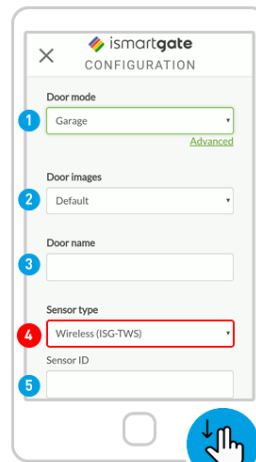 ismartgate
CONFIGURATION
Door mode
1
Garage
Advanced
Door images
2
Default
Door name
3
Sensor type
4
Wireless (ISG-TWS)
Sensor ID
5